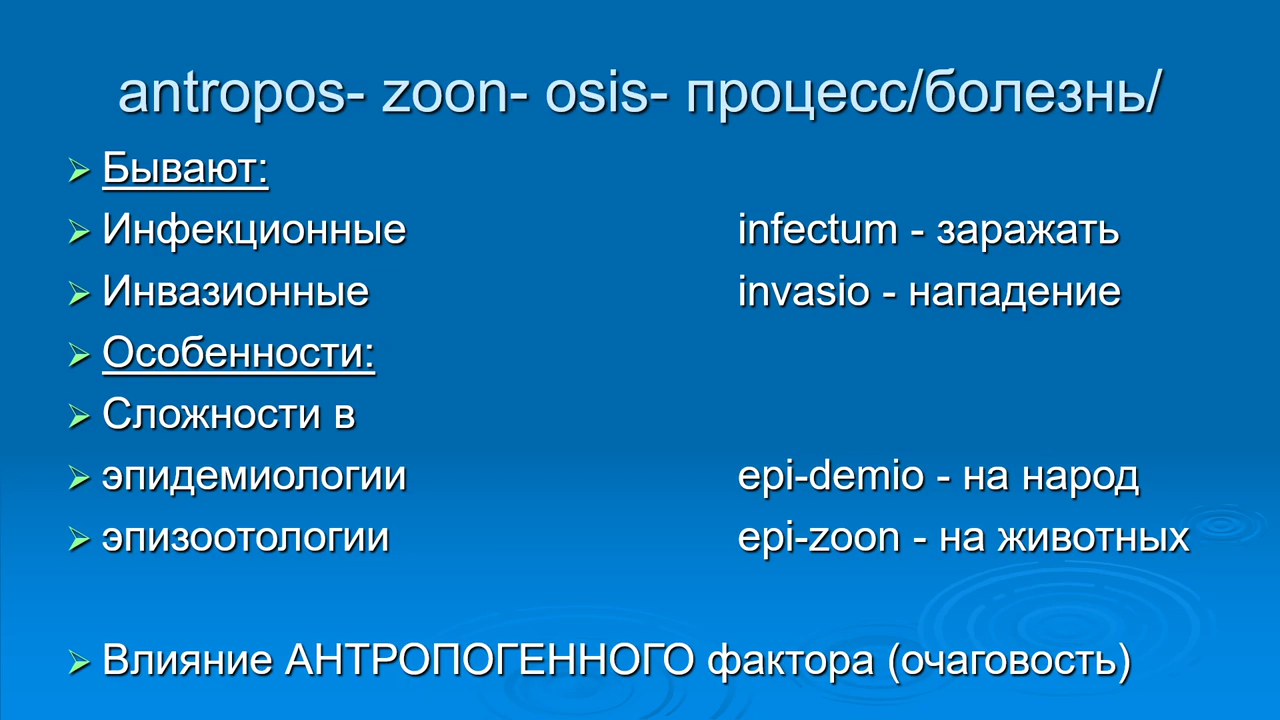 antropos- zoon- osis- процесс/болезнь/
Бывают:
Инфекционные infectum - заражать
Инвазионные invasio - нападение
Особенности:
Сложности в
эпидемиологии epi-demio - на народ
эпизоотологии epi-zoon - на животных
Влияние АНТРОПОГЕННОГО фактора (очаговость)